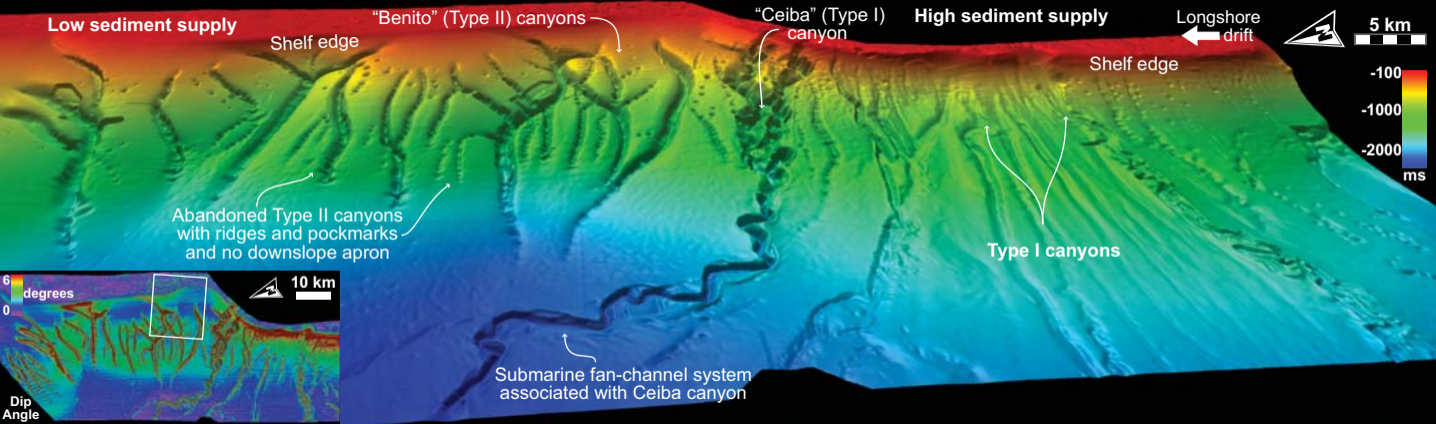 Low sediment supply
“Benito” (Type II) canyons
“Ceiba” (Type I)
canyon
High sediment supply
Longshore
drift
N
5 km
Shelf edge
Shelf edge
-100
-1000
-2000
ms
Abandoned Type II canyons
with ridges and pockmarks
and no downslope apron
Type I canyons
6
degrees
0
N
10 km
Dip
Angle
Submarine fan-channel system
associated with Ceiba canyon